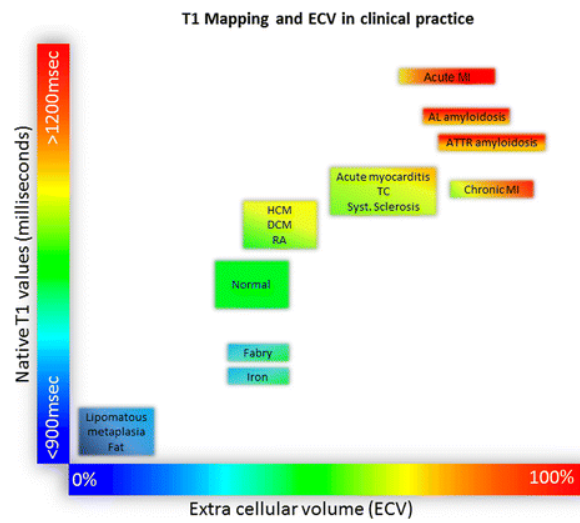 T1 Mapping and ECV in clinical practice
>1200msec
Native T1 values (milliseconds)
<900msec
Acute MI
AL amyloidosis
ATTR amyloidosis
Acute myocarditis
TC
Syst. Sclerosis
Chronic MI
HCM
DCM
RA
Normal
Fabry
Iron
Lipomatous
metaplasia
Fat
0%
100%
Extra cellular volume (ECV)